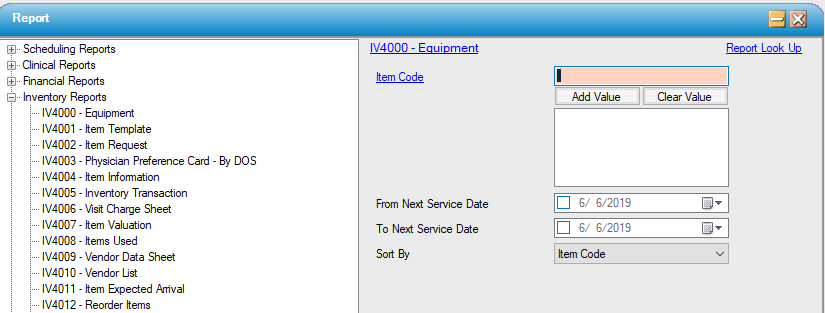 Report
Scheduling Reports
Clinical Reports
Financial Reports
Inventory Reports
IV4000 - Equipment
IV4001 - Item Template
IV4002 - Item Request
IV4003 - Physician Preference Card - By DOS
IV4004 - Item Information
IV4005 - Inventory Transaction
IV4006 - Visit Charge Sheet
IV4007 - Item Valuation
IV4008 - Items Used
IV4009 - Vendor Data Sheet
IV4010 - Vendor List
IV4011 - Item Expected Arrival
IV4012 - Reorder Items
IV4000 - Equipment Report Look Up
Item Code
Add Value Clear Value
From Next Service Date 6/ 6/2019
To Next Service Date 6/ 6/2019
Sort By Item Code